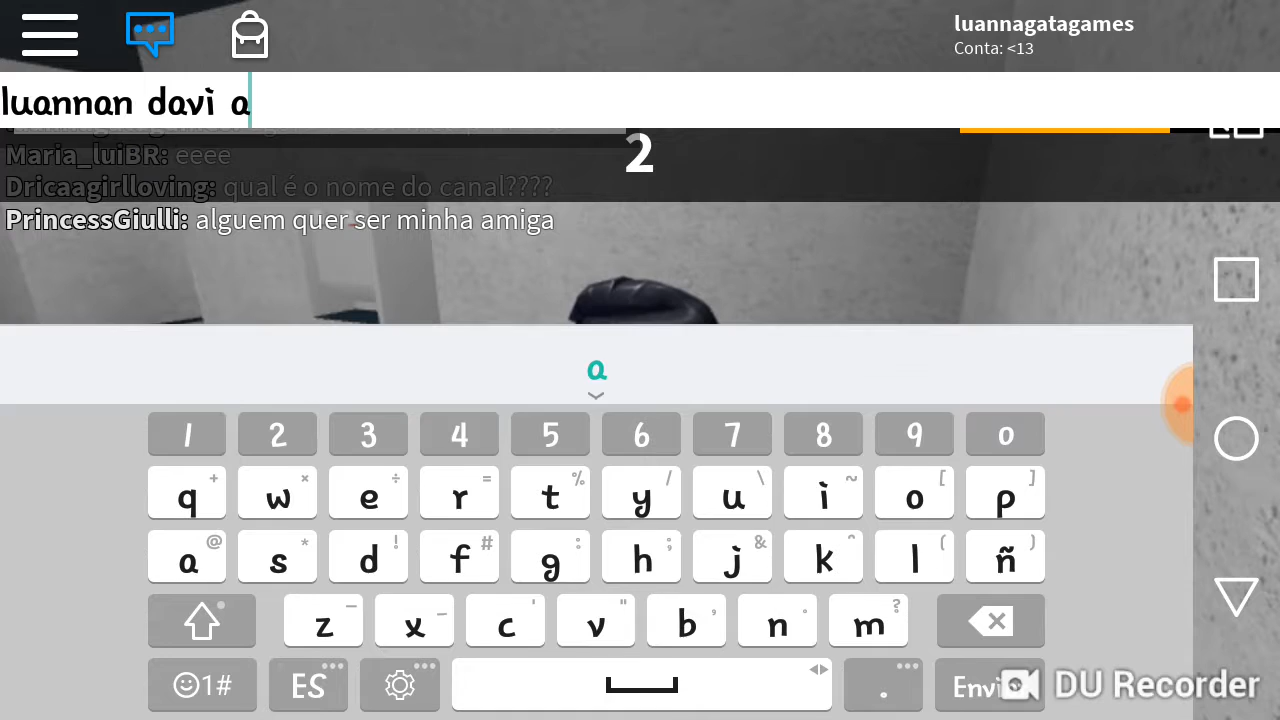 luannagatagames
Conta: <13
luannan davi a
2
Maria_luiBR: eeee
Dricaagirlloving: qual é o nome do canal????
PrincessGiulli: alguem quer ser minha amiga
a
1 2 3 4 5 6 7 8 9 0
q + w × e ÷ r = t % y / u \ i ~ o [ p ]
a @ s * d ! f # g : h ; j & k ^ l ( ñ )
z - x _ c ' v " b , n ° m ?
1# ES ... ... . ...
DU Recorder